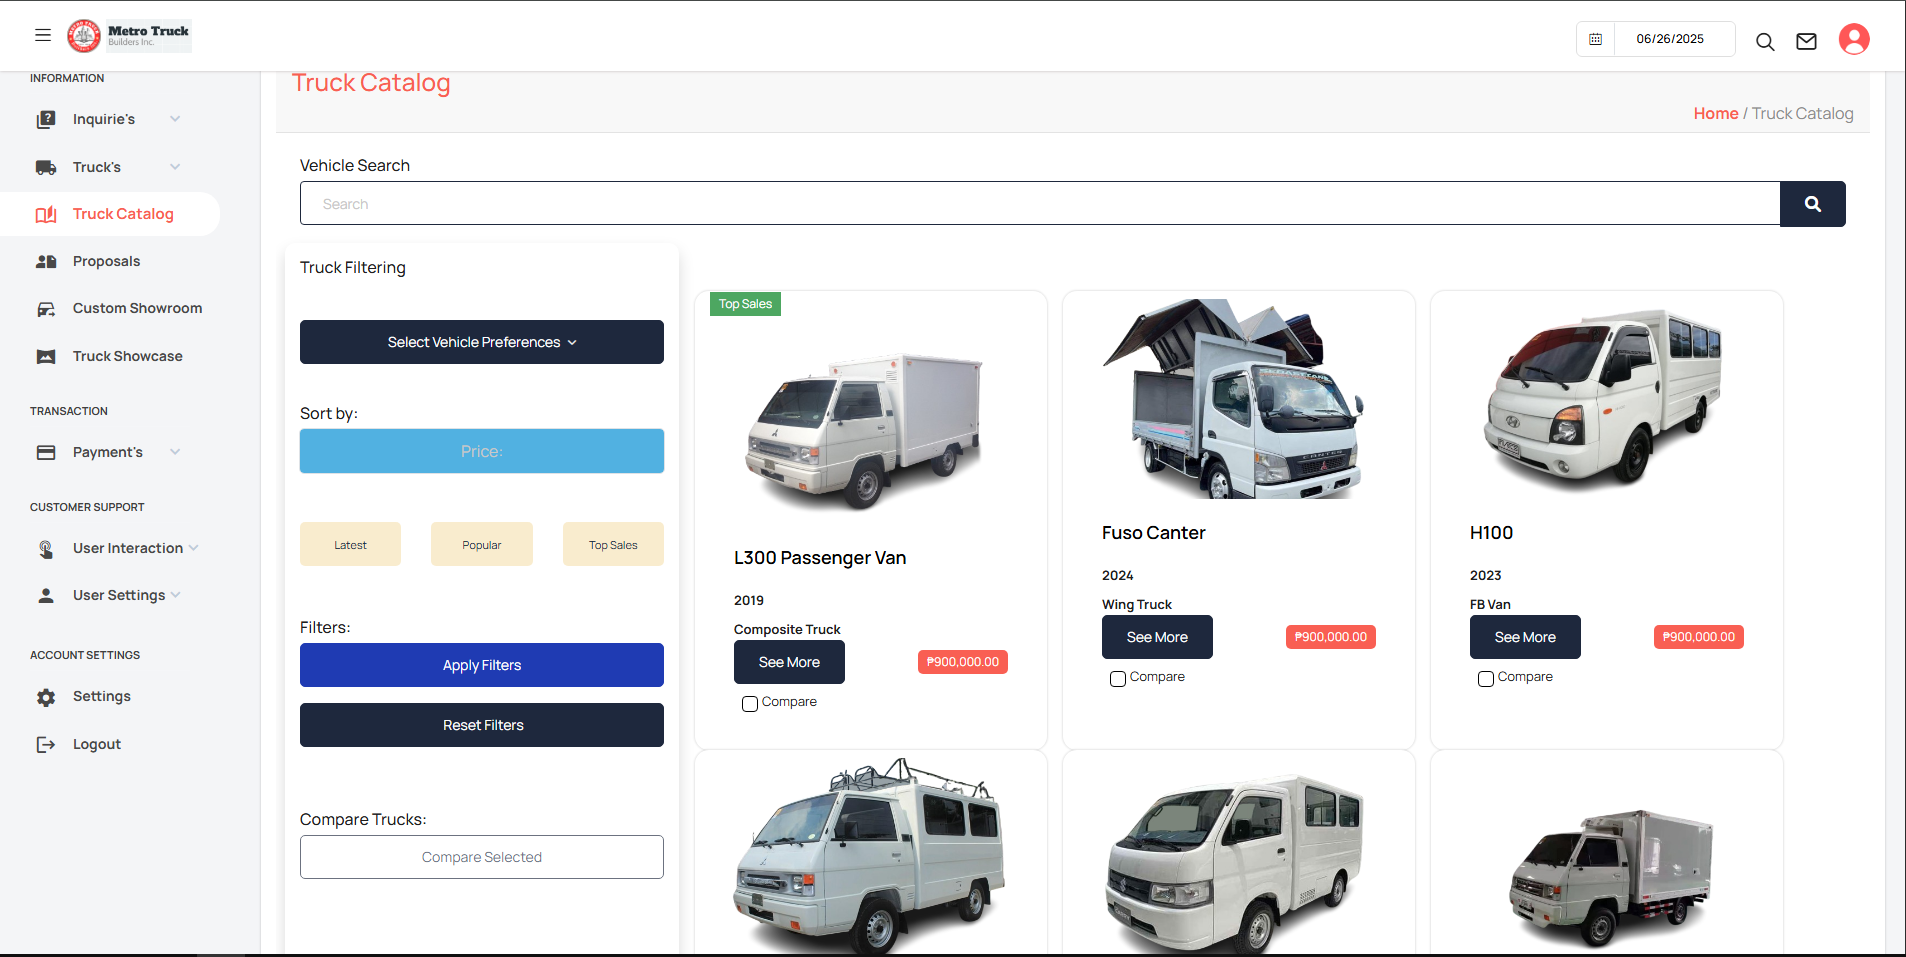 Metro Truck
Builders Inc.
06/26/2025
INFORMATION
Inquirie's
Truck's
Truck Catalog
Proposals
Custom Showroom
Truck Showcase
TRANSACTION
Payment's
CUSTOMER SUPPORT
User Interaction
User Settings
ACCOUNT SETTINGS
Settings
Logout
Truck Catalog
Home / Truck Catalog
Vehicle Search
Search
Truck Filtering
Select Vehicle Preferences
Sort by:
Price:
Latest
Popular
Top Sales
Filters:
Apply Filters
Reset Filters
Compare Trucks:
Compare Selected
Top Sales
L300 Passenger Van
2019
Composite Truck
See More
₱900,000.00
Compare
CANTER
Fuso Canter
2024
Wing Truck
See More
₱900,000.00
Compare
H100
2023
FB Van
See More
₱900,000.00
Compare